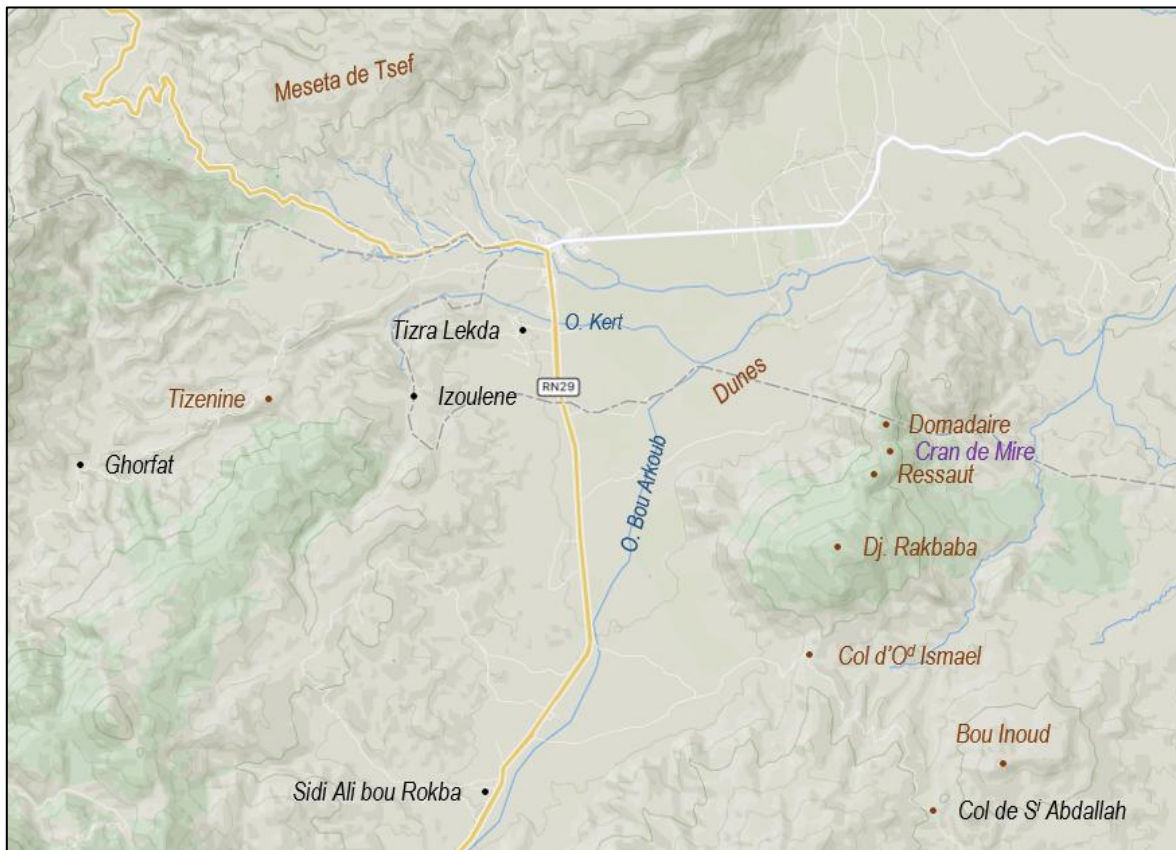 Meseta de Tsef
Tizra Lekda
O. Kert
Dunes
RN29
Tizenine
Izoulene
Domadaire
Cran de Mire
Ghorfat
Ressaut
O. Bou Arkoub
Dj. Rakbaba
Col d'Oᵈ Ismael
Bou Inoud
Sidi Ali bou Rokba
Col de Sⁱ Abdallah